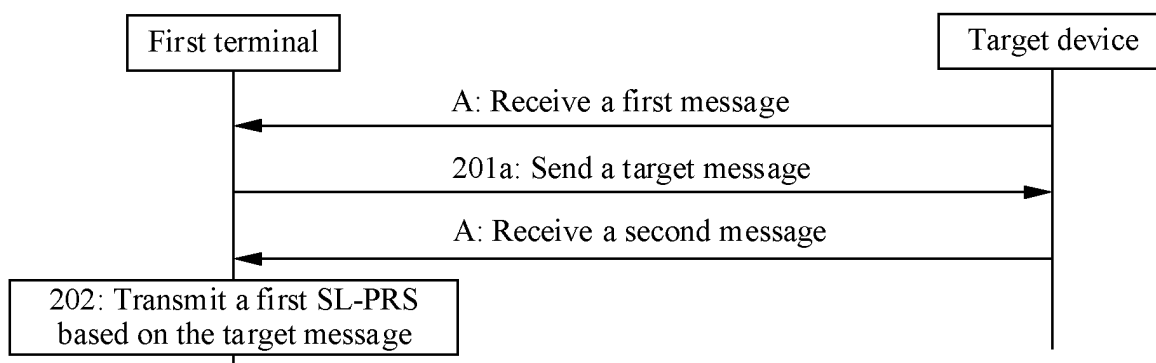 First terminal
Target device
A: Receive a first message
201a: Send a target message
A: Receive a second message
202: Transmit a first SL-PRS
based on the target message